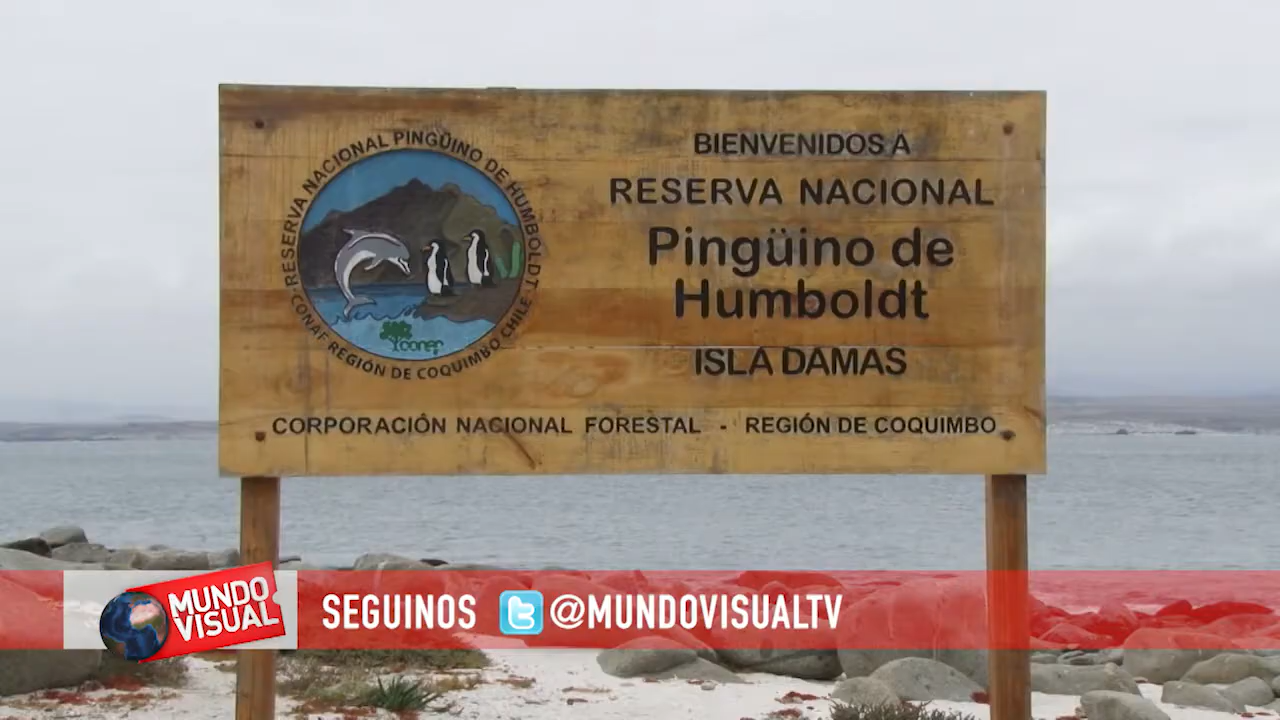 RESERVA NACIONAL PINGÜINO DE HUMBOLDT
CONAF REGIÓN DE COQUIMBO CHILE
conaf
BIENVENIDOS A
RESERVA NACIONAL
Pingüino de
Humboldt
ISLA DAMAS
CORPORACIÓN NACIONAL FORESTAL - REGIÓN DE COQUIMBO
MUNDO
VISUAL
SEGUINOS @MUNDOVISUALTV